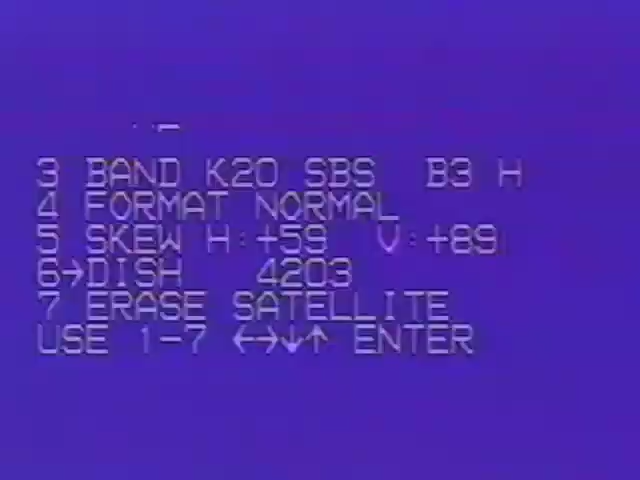 3 BAND K20 SBS B3 H
4 FORMAT NORMAL
5 SKEW H:+59 V:+89
6→DISH 4203
7 ERASE SATELLITE
USE 1-7 ←→↓↑ ENTER